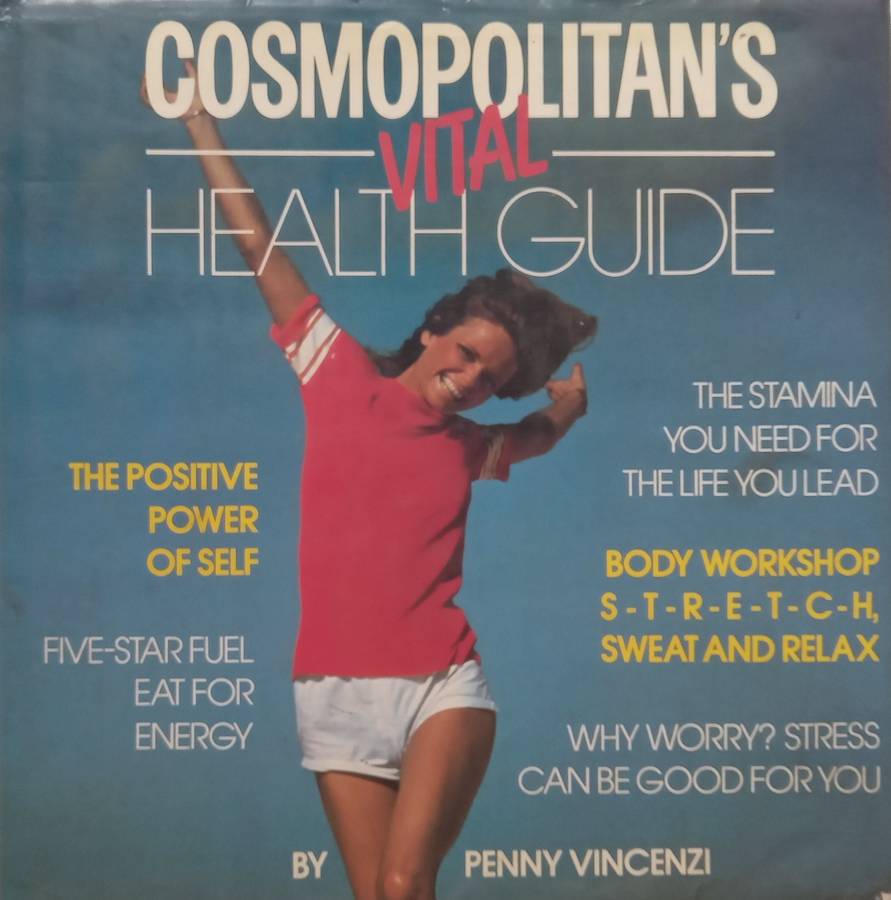 COSMOPOLITAN'S
VITAL
HEALTH GUIDE
THE STAMINA
YOU NEED FOR
THE LIFE YOU LEAD
THE POSITIVE
POWER
OF SELF
BODY WORKSHOP
S-T-R-E-T-C-H,
SWEAT AND RELAX
FIVE-STAR FUEL
EAT FOR
ENERGY
WHY WORRY? STRESS
CAN BE GOOD FOR YOU
BY PENNY VINCENZI